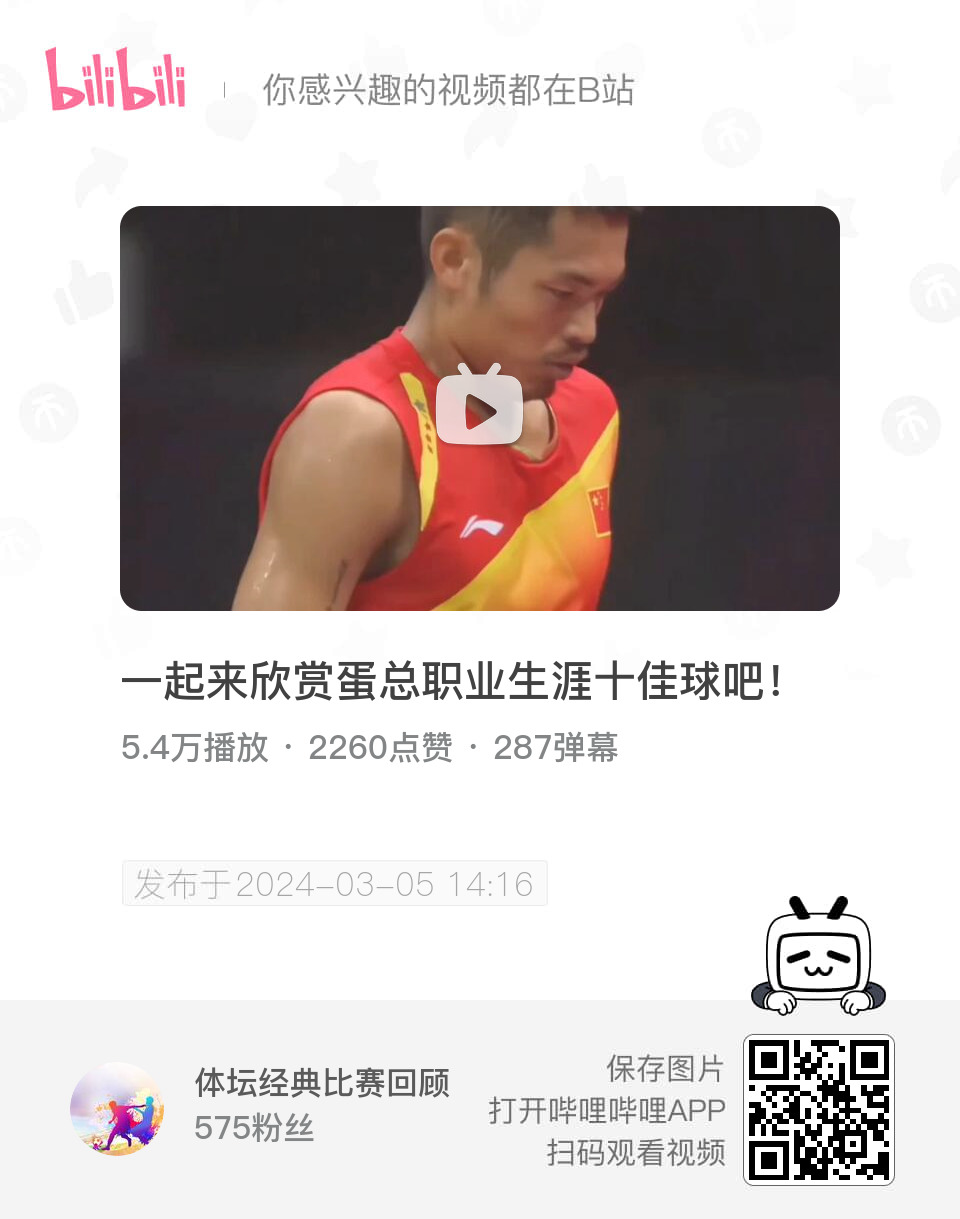 bilibili
你感兴趣的视频都在B站
一起来欣赏蛋总职业生涯十佳球吧！
5.4万播放 · 2260点赞 · 287弹幕
发布于2024-03-05 14:16
体坛经典比赛回顾
575粉丝
保存图片
打开哔哩哔哩APP
扫码观看视频